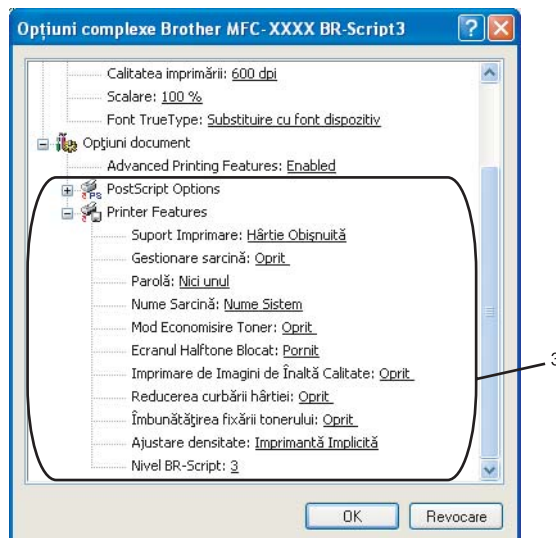 Opțiuni complexe Brother MFC-XXXX BR-Script3
Calitatea imprimării: 600 dpi
Scalare: 100 %
Font TrueType: Substituire cu font dispozitiv
Opţiuni document
Advanced Printing Features: Enabled
PostScript Options
Printer Features
Suport Imprimare: Hârtie Obişnuită
Gestionare sarcină: Oprit
Parolă: Nici unul
Nume Sarcină: Nume Sistem
Mod Economisire Toner: Oprit
Ecranul Halftone Blocat: Pornit
Imprimare de Imagini de Înaltă Calitate: Oprit
Reducerea curbării hârtiei: Oprit
Îmbunătăţirea fixării tonerului: Oprit
Ajustare densitate: Imprimantă Implicită
Nivel BR-Script: 3
3
OK Revocare